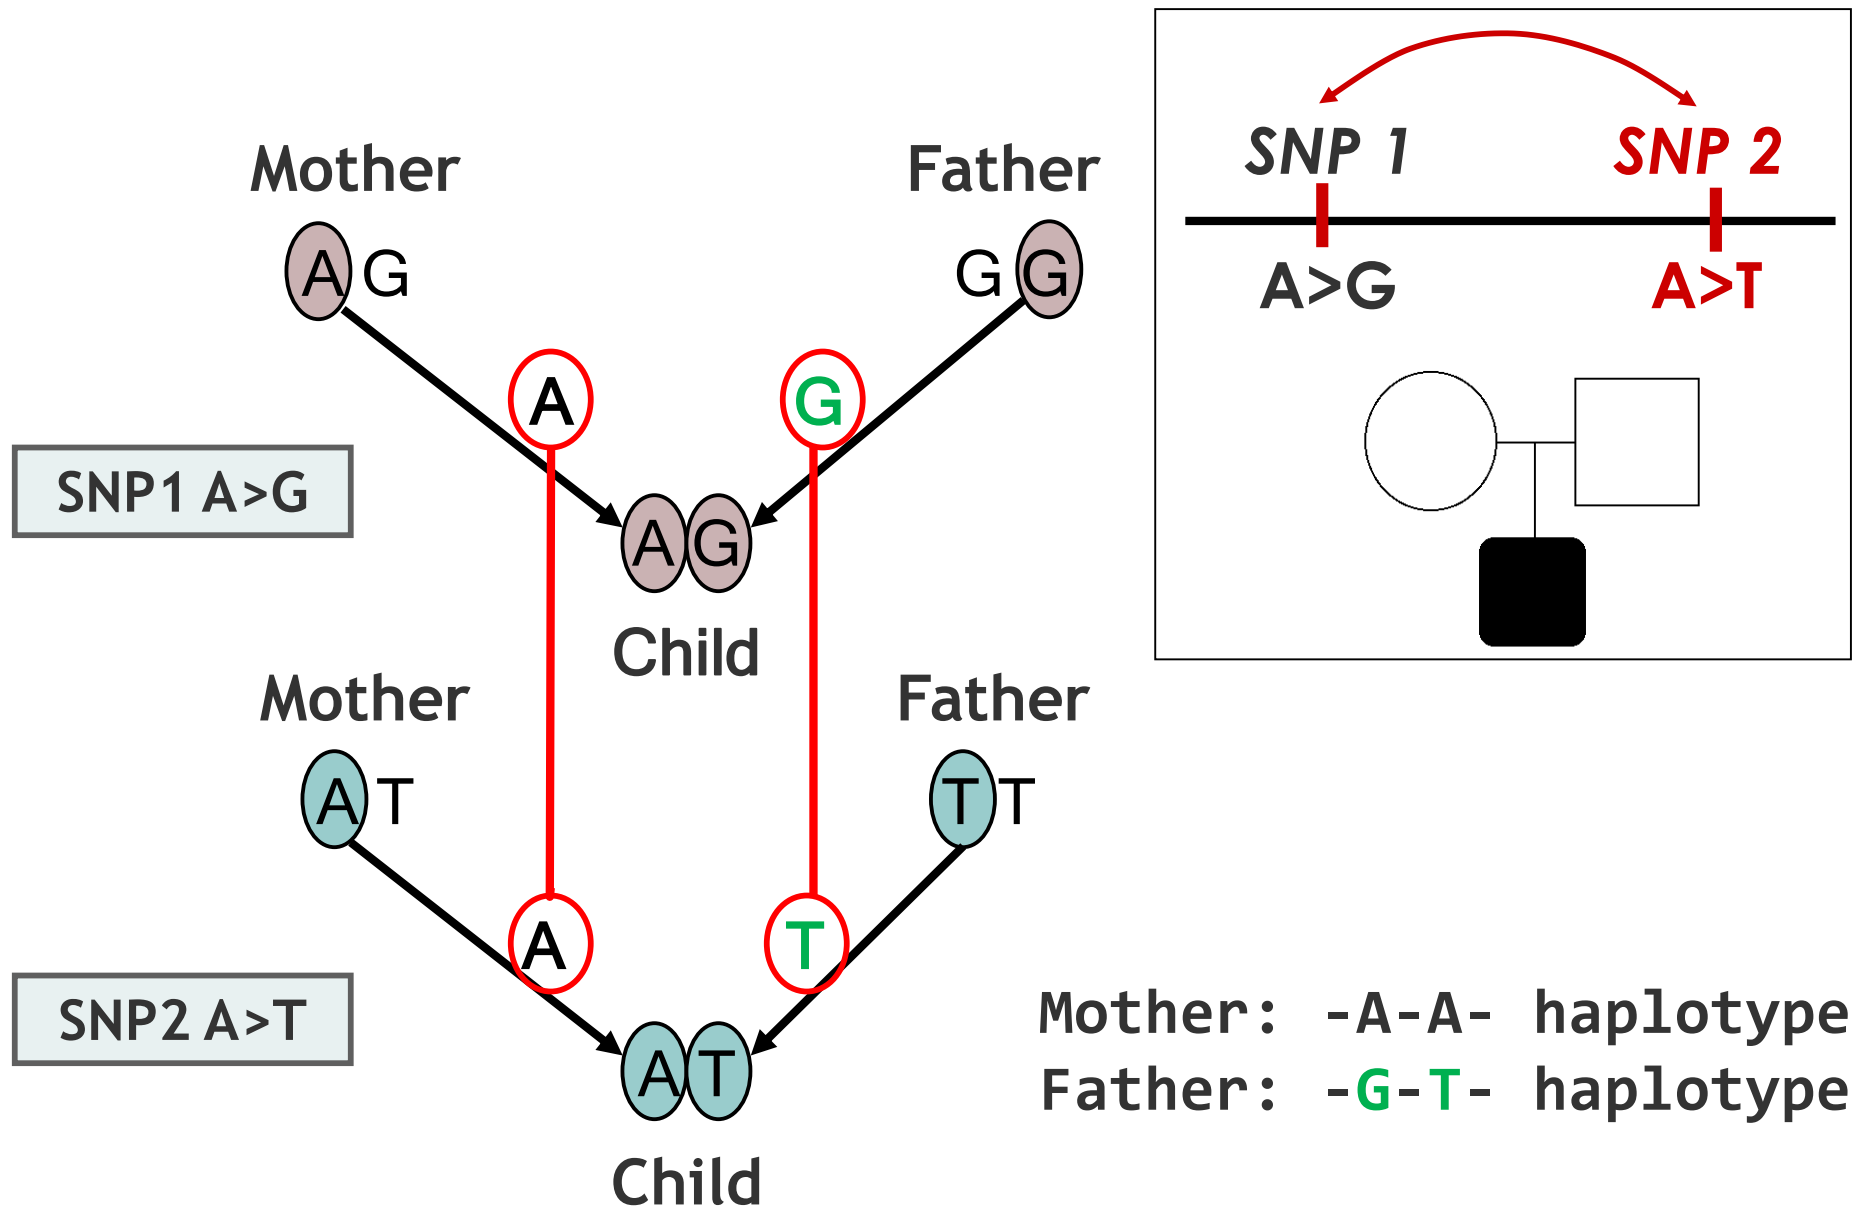 Mother
Father
A G
G G
A
G
SNP1 A>G
A G
Child
Mother
Father
A T
T T
A
T
SNP2 A>T
A T
Child
SNP 1
SNP 2
A>G
A>T
Mother: -A-A- haplotype
Father: -G-T- haplotype